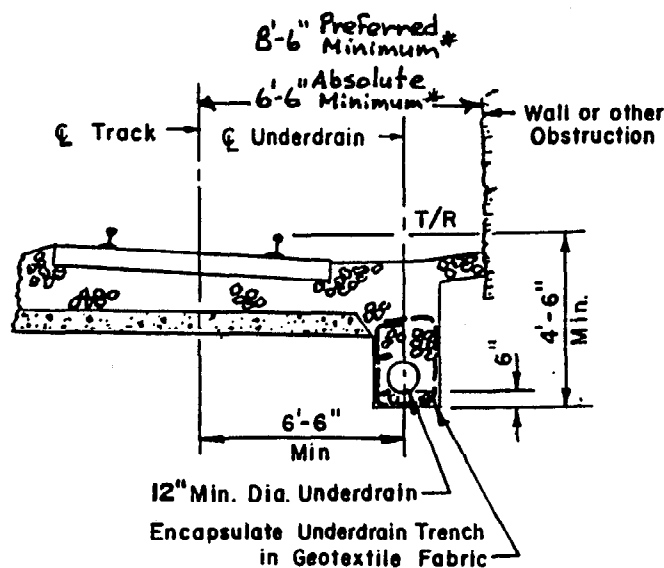 8'-6" Preferred
Minimum*
6'-6" Absolute
Minimum*
℄ Track
℄ Underdrain
Wall or other
Obstruction
T/R
4'-6"
Min.
6"
6'-6"
Min
12" Min. Dia. Underdrain
Encapsulate Underdrain Trench
in Geotextile Fabric